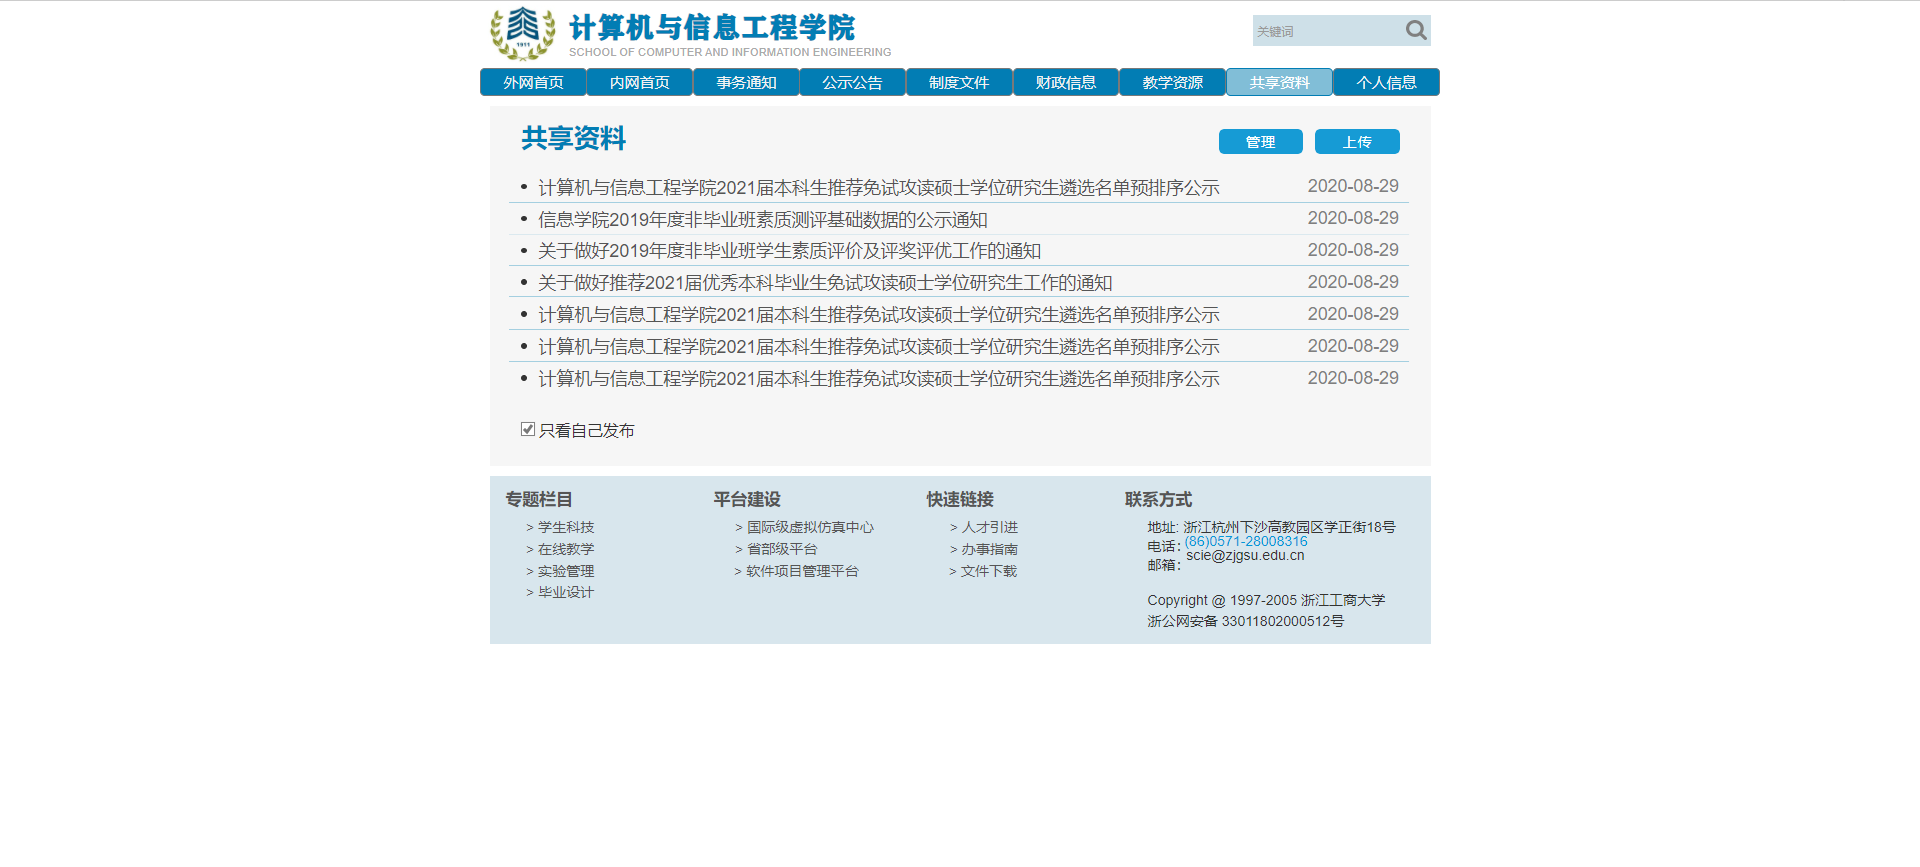 1911
计算机与信息工程学院
SCHOOL OF COMPUTER AND INFORMATION ENGINEERING
关键词
外网首页 内网首页 事务通知 公示公告 制度文件 财政信息 教学资源 共享资料 个人信息
共享资料
管理 上传
• 计算机与信息工程学院2021届本科生推荐免试攻读硕士学位研究生遴选名单预排序公示 2020-08-29
• 信息学院2019年度非毕业班素质测评基础数据的公示通知 2020-08-29
• 关于做好2019年度非毕业班学生素质评价及评奖评优工作的通知 2020-08-29
• 关于做好推荐2021届优秀本科毕业生免试攻读硕士学位研究生工作的通知 2020-08-29
• 计算机与信息工程学院2021届本科生推荐免试攻读硕士学位研究生遴选名单预排序公示 2020-08-29
• 计算机与信息工程学院2021届本科生推荐免试攻读硕士学位研究生遴选名单预排序公示 2020-08-29
• 计算机与信息工程学院2021届本科生推荐免试攻读硕士学位研究生遴选名单预排序公示 2020-08-29
只看自己发布
专题栏目
> 学生科技
> 在线教学
> 实验管理
> 毕业设计
平台建设
> 国际级虚拟仿真中心
> 省部级平台
> 软件项目管理平台
快速链接
> 人才引进
> 办事指南
> 文件下载
联系方式
地址: 浙江杭州下沙高教园区学正街18号
电话: (86)0571-28008316
邮箱: scie@zjgsu.edu.cn
Copyright @ 1997-2005 浙江工商大学
浙公网安备 33011802000512号